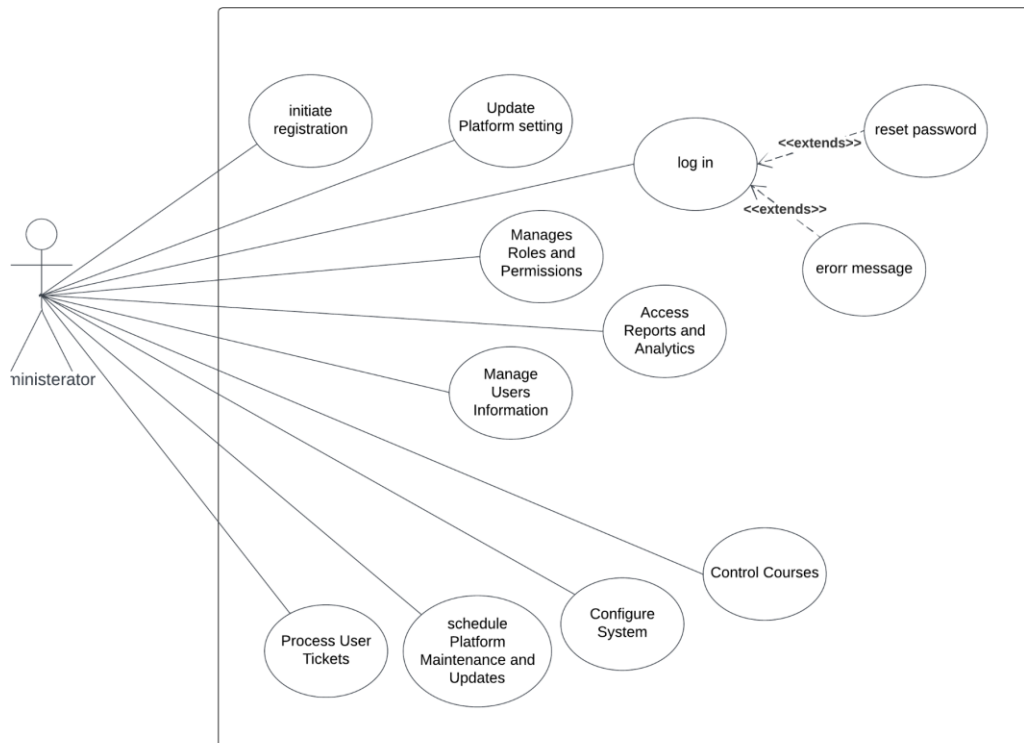 initiate
registration
Update
Platform setting
log in
<<extends>>
reset password
<<extends>>
erorr message
Manages
Roles and
Permissions
Access
Reports and
Analytics
ministerator
Manage
Users
Information
Control Courses
Configure
System
schedule
Platform
Maintenance and
Updates
Process User
Tickets